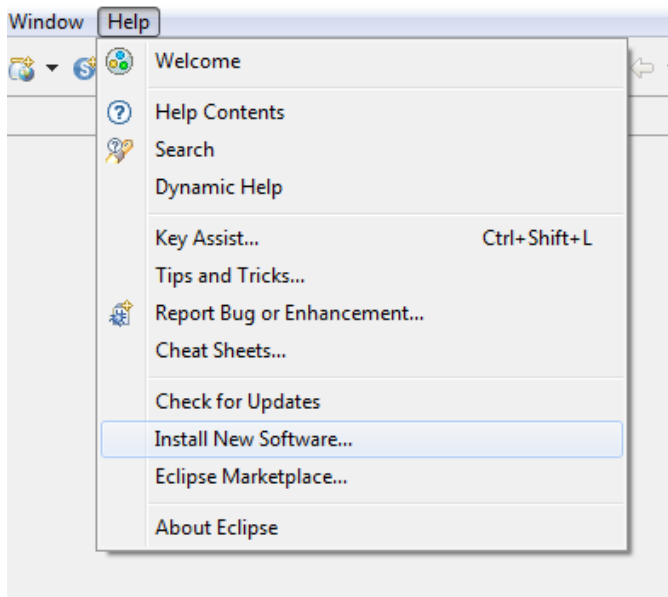 Window Help
Welcome
Help Contents
Search
Dynamic Help
Key Assist... Ctrl+Shift+L
Tips and Tricks...
Report Bug or Enhancement...
Cheat Sheets...
Check for Updates
Install New Software...
Eclipse Marketplace...
About Eclipse